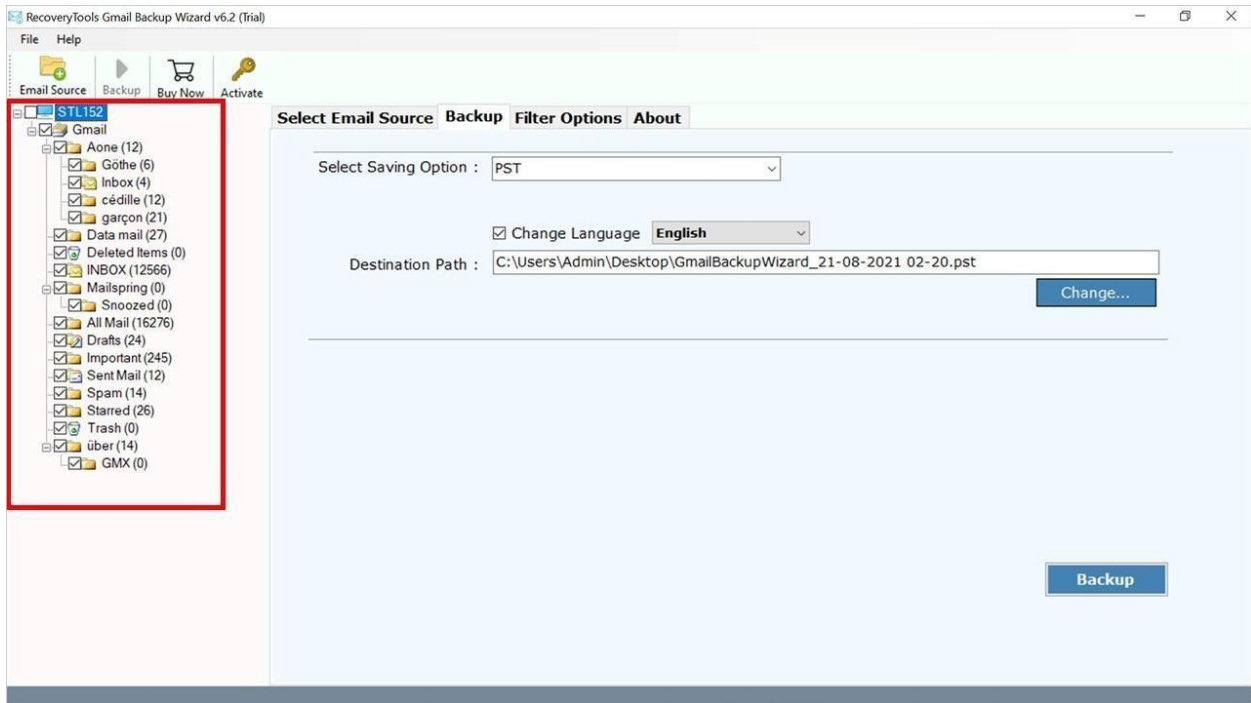 RecoveryTools Gmail Backup Wizard v6.2 (Trial)
File Help
Email Source Backup Buy Now Activate
STL152
Gmail
Aone (12)
Göthe (6)
Inbox (4)
cédille (12)
garçon (21)
Data mail (27)
Deleted Items (0)
INBOX (12566)
Mailspring (0)
Snoozed (0)
All Mail (16276)
Drafts (24)
Important (245)
Sent Mail (12)
Spam (14)
Starred (26)
Trash (0)
über (14)
GMX (0)
Select Email Source Backup Filter Options About
Select Saving Option : PST
Change Language English
Destination Path : C:\Users\Admin\Desktop\GmailBackupWizard_21-08-2021 02-20.pst
Change...
Backup